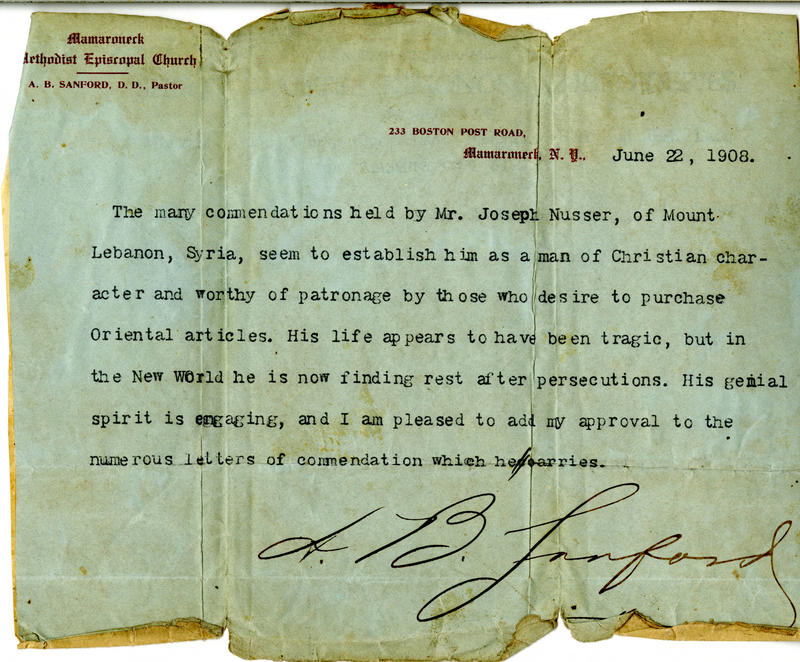 Mamaroneck
Methodist Episcopal Church
A. B. SANFORD, D. D., Pastor
233 BOSTON POST ROAD,
Mamaroneck, N. Y., June 22, 1908.
The many commendations held by Mr. Joseph Nusser, of Mount
Lebanon, Syria, seem to establish him as a man of Christian char-
acter and worthy of patronage by those who desire to purchase
Oriental articles. His life appears to have been tragic, but in
the New World he is now finding rest after persecutions. His genial
spirit is engaging, and I am pleased to add my approval to the
numerous letters of commendation which he carries.
A. B. Sanford